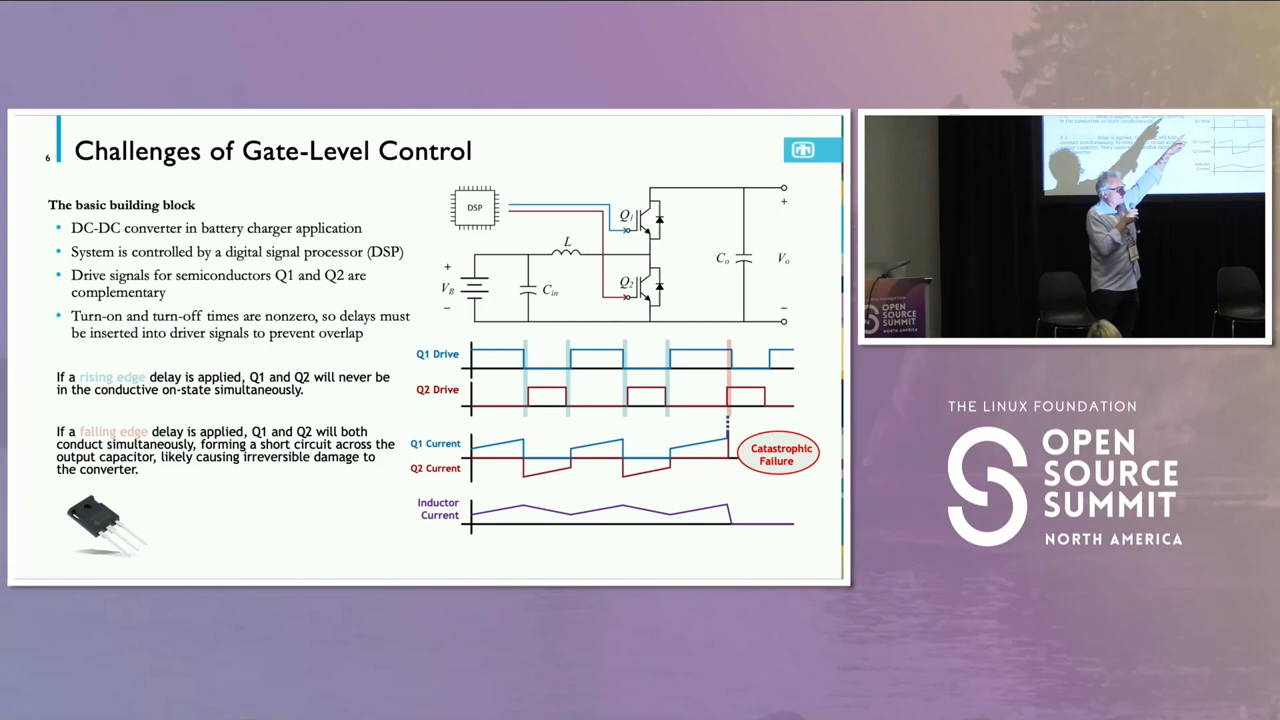 6
Challenges of Gate-Level Control
The basic building block
• DC-DC converter in battery charger application
• System is controlled by a digital signal processor (DSP)
• Drive signals for semiconductors Q1 and Q2 are
complementary
• Turn-on and turn-off times are nonzero, so delays must
be inserted into driver signals to prevent overlap
If a rising edge delay is applied, Q1 and Q2 will never be
in the conductive on-state simultaneously.
If a falling edge delay is applied, Q1 and Q2 will both
conduct simultaneously, forming a short circuit across the
output capacitor, likely causing irreversible damage to
the converter.
DSP
Q1
L
+
+
VB
Cin
Q2
Co
Vo
−
−
Q1 Drive
Q2 Drive
Q1 Current
Q2 Current
Catastrophic
Failure
Inductor
Current
OPEN
SOURCE
SUMMIT
NORTH AMERICA
THE LINUX FOUNDATION
OPEN
SOURCE
SUMMIT
NORTH AMERICA